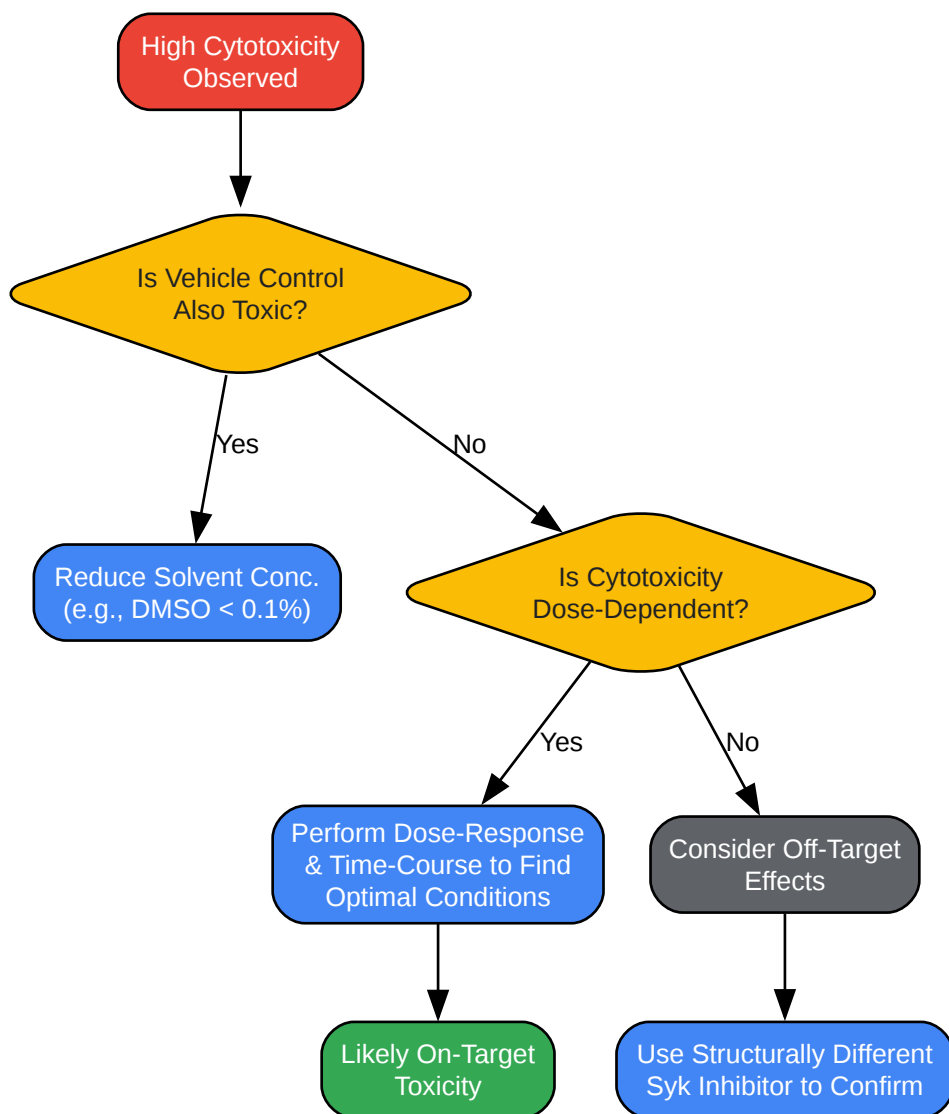 High Cytotoxicity
Observed
Is Vehicle Control
Also Toxic?
Yes
No
Reduce Solvent Conc.
(e.g., DMSO < 0.1%)
Is Cytotoxicity
Dose-Dependent?
Yes
No
Perform Dose-Response
& Time-Course to Find
Optimal Conditions
Consider Off-Target
Effects
Likely On-Target
Toxicity
Use Structurally Different
Syk Inhibitor to Confirm